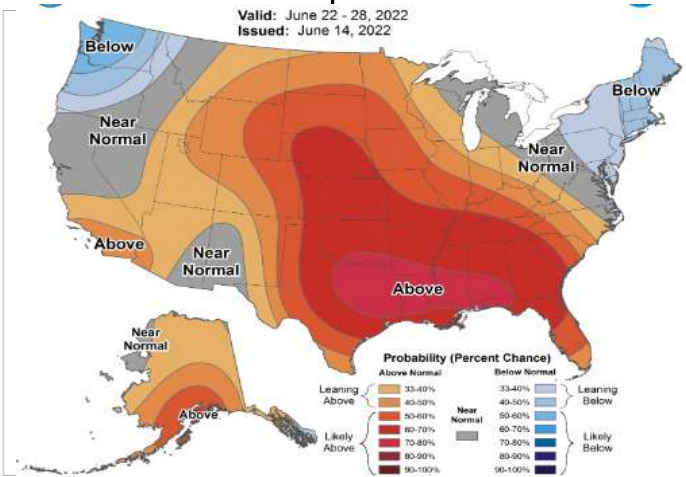 Valid: June 22 - 28, 2022
Issued: June 14, 2022
Below
Below
Near
Normal
Near
Normal
Above
Near
Normal
Above
Near
Normal
Above
Probability (Percent Chance)
Above Normal
Below Normal
Leaning
Above
33-40%
40-50%
Likely
Above
50-60%
60-70%
70-80%
80-90%
90-100%
Near
Normal
33-40%
40-50%
Leaning
Below
50-60%
60-70%
70-80%
80-90%
90-100%
Likely
Below